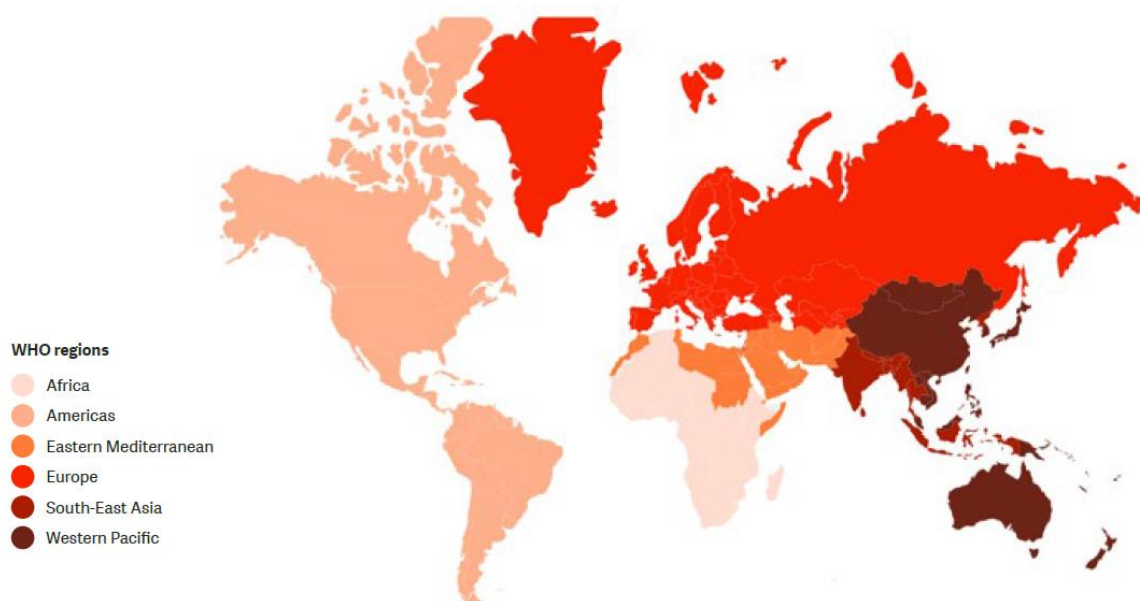 WHO regions
Africa
Americas
Eastern Mediterranean
Europe
South-East Asia
Western Pacific